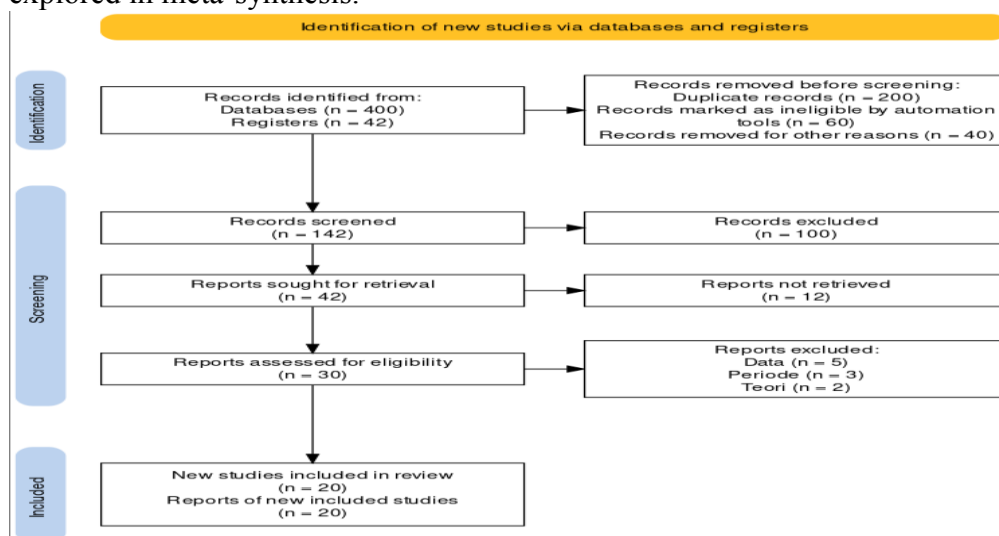 explored in meta-synthesis.
Identification of new studies via databases and registers
Identification
Records identified from:
Databases (n = 400)
Registers (n = 42)
Records removed before screening:
Duplicate records (n = 200)
Records marked as ineligible by automation
tools (n = 60)
Records removed for other reasons (n = 40)
Screening
Records screened
(n = 142)
Records excluded
(n = 100)
Reports sought for retrieval
(n = 42)
Reports not retrieved
(n = 12)
Reports assessed for eligibility
(n = 30)
Reports excluded:
Data (n = 5)
Periode (n = 3)
Teori (n = 2)
Included
New studies included in review
(n = 20)
Reports of new included studies
(n = 20)